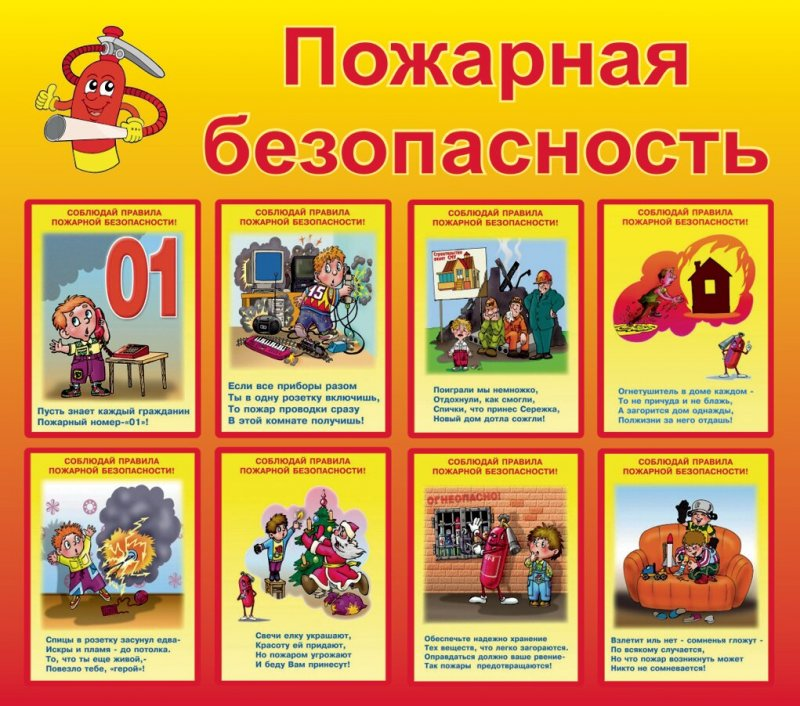 Пожарная
безопасность
СОБЛЮДАЙ ПРАВИЛА
ПОЖАРНОЙ БЕЗОПАСНОСТИ!
01
Пусть знает каждый гражданин
Пожарный номер-«01»!
СОБЛЮДАЙ ПРАВИЛА
ПОЖАРНОЙ БЕЗОПАСНОСТИ!
15
Если все приборы разом
Ты в одну розетку включишь,
То пожар проводки сразу
В этой комнате получишь!
СОБЛЮДАЙ ПРАВИЛА
ПОЖАРНОЙ БЕЗОПАСНОСТИ!
Строительство
Поиграли мы немножко,
Отдохнули, как смогли,
Спички, что принес Сережка,
Новый дом дотла сожгли!
СОБЛЮДАЙ ПРАВИЛА
ПОЖАРНОЙ БЕЗОПАСНОСТИ!
Огнетушитель в доме каждом -
То не причуда и не блажь,
А загорится дом однажды,
Полжизни за него отдашь!
СОБЛЮДАЙ ПРАВИЛА
ПОЖАРНОЙ БЕЗОПАСНОСТИ!
Спицы в розетку засунул едва-
Искры и пламя - до потолка.
То, что ты еще живой,-
Повезло тебе, «герой»!
СОБЛЮДАЙ ПРАВИЛА
ПОЖАРНОЙ БЕЗОПАСНОСТИ!
Свечи елку украшают,
Красоту ей придают,
Но пожаром угрожают
И беду Вам принесут!
СОБЛЮДАЙ ПРАВИЛА
ПОЖАРНОЙ БЕЗОПАСНОСТИ!
ОГНЕОПАСНО!
Обеспечьте надежно хранение
Тех веществ, что легко загораются.
Оправдаться должно ваше рвение-
Так пожары предотвращаются!
СОБЛЮДАЙ ПРАВИЛА
ПОЖАРНОЙ БЕЗОПАСНОСТИ!
Взлетит иль нет - сомненья гложут -
По всякому случается,
Но что пожар возникнуть может
Никто не сомневается!